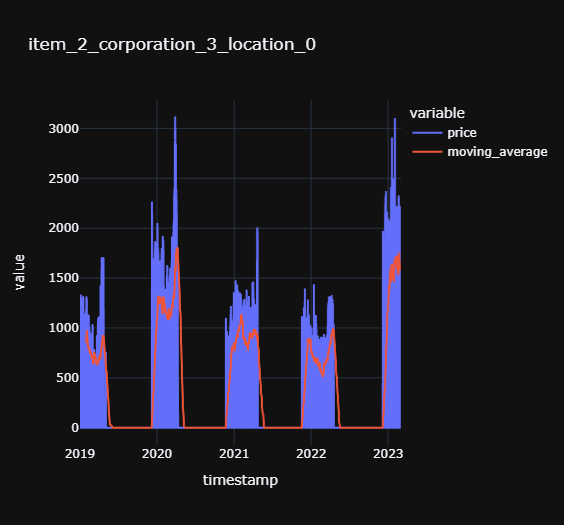 item_2_corporation_3_location_0
variable
price
moving_average
value
3000
2500
2000
1500
1000
500
0
2019
2020
2021
2022
2023
timestamp